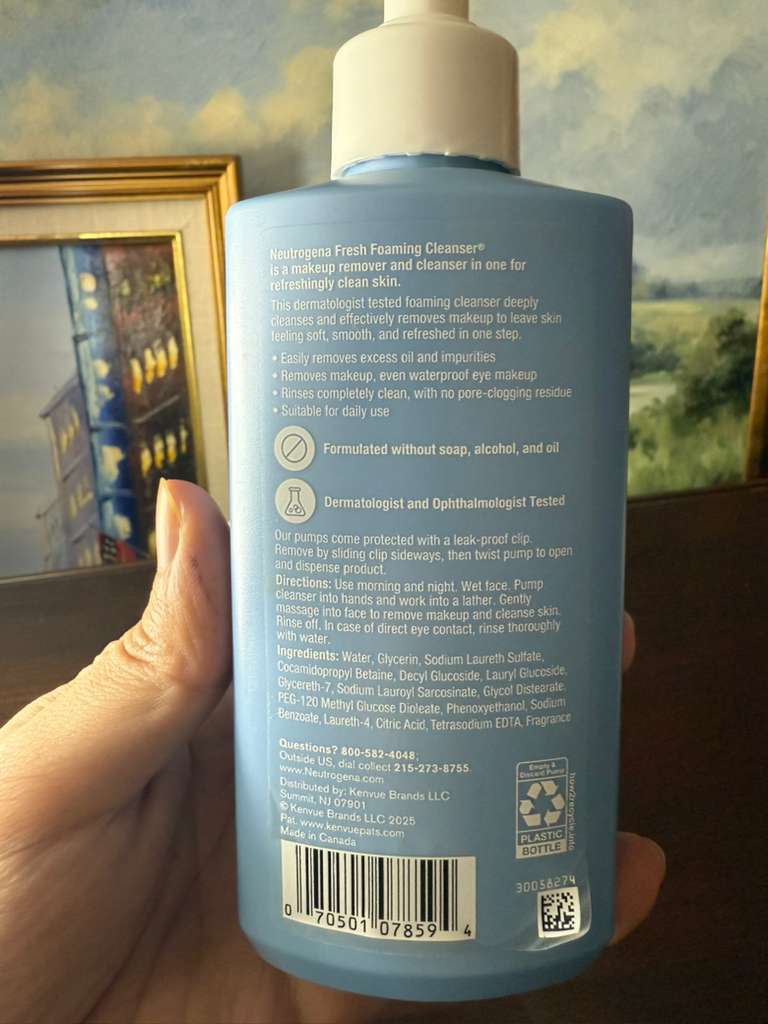 Neutrogena Fresh Foaming Cleanser®
is a makeup remover and cleanser in one for
refreshingly clean skin.
This dermatologist tested foaming cleanser deeply
cleanses and effectively removes makeup to leave skin
feeling soft, smooth, and refreshed in one step.
• Easily removes excess oil and impurities
• Removes makeup, even waterproof eye makeup
• Rinses completely clean, with no pore-clogging residue
• Suitable for daily use
Formulated without soap, alcohol, and oil
Dermatologist and Ophthalmologist Tested
Our pumps come protected with a leak-proof clip.
Remove by sliding clip sideways, then twist pump to open
and dispense product.
Directions: Use morning and night. Wet face. Pump
cleanser into hands and work into a lather. Gently
massage into face to remove makeup and cleanse skin.
Rinse off. In case of direct eye contact, rinse thoroughly
with water.
Ingredients: Water, Glycerin, Sodium Laureth Sulfate,
Cocamidopropyl Betaine, Decyl Glucoside, Lauryl Glucoside,
Glycereth-7, Sodium Lauroyl Sarcosinate, Glycol Distearate,
PEG-120 Methyl Glucose Dioleate, Phenoxyethanol, Sodium
Benzoate, Laureth-4, Citric Acid, Tetrasodium EDTA, Fragrance
Questions? 800-582-4048;
Outside US, dial collect 215-273-8755.
www.Neutrogena.com
Distributed by: Kenvue Brands LLC
Summit, NJ 07901
© Kenvue Brands LLC 2025
Pat. www.kenvuepats.com
Made in Canada
Empty &
Discard Pump
PLASTIC
BOTTLE
how2recycle.info
30058274
0 70501 07859 4